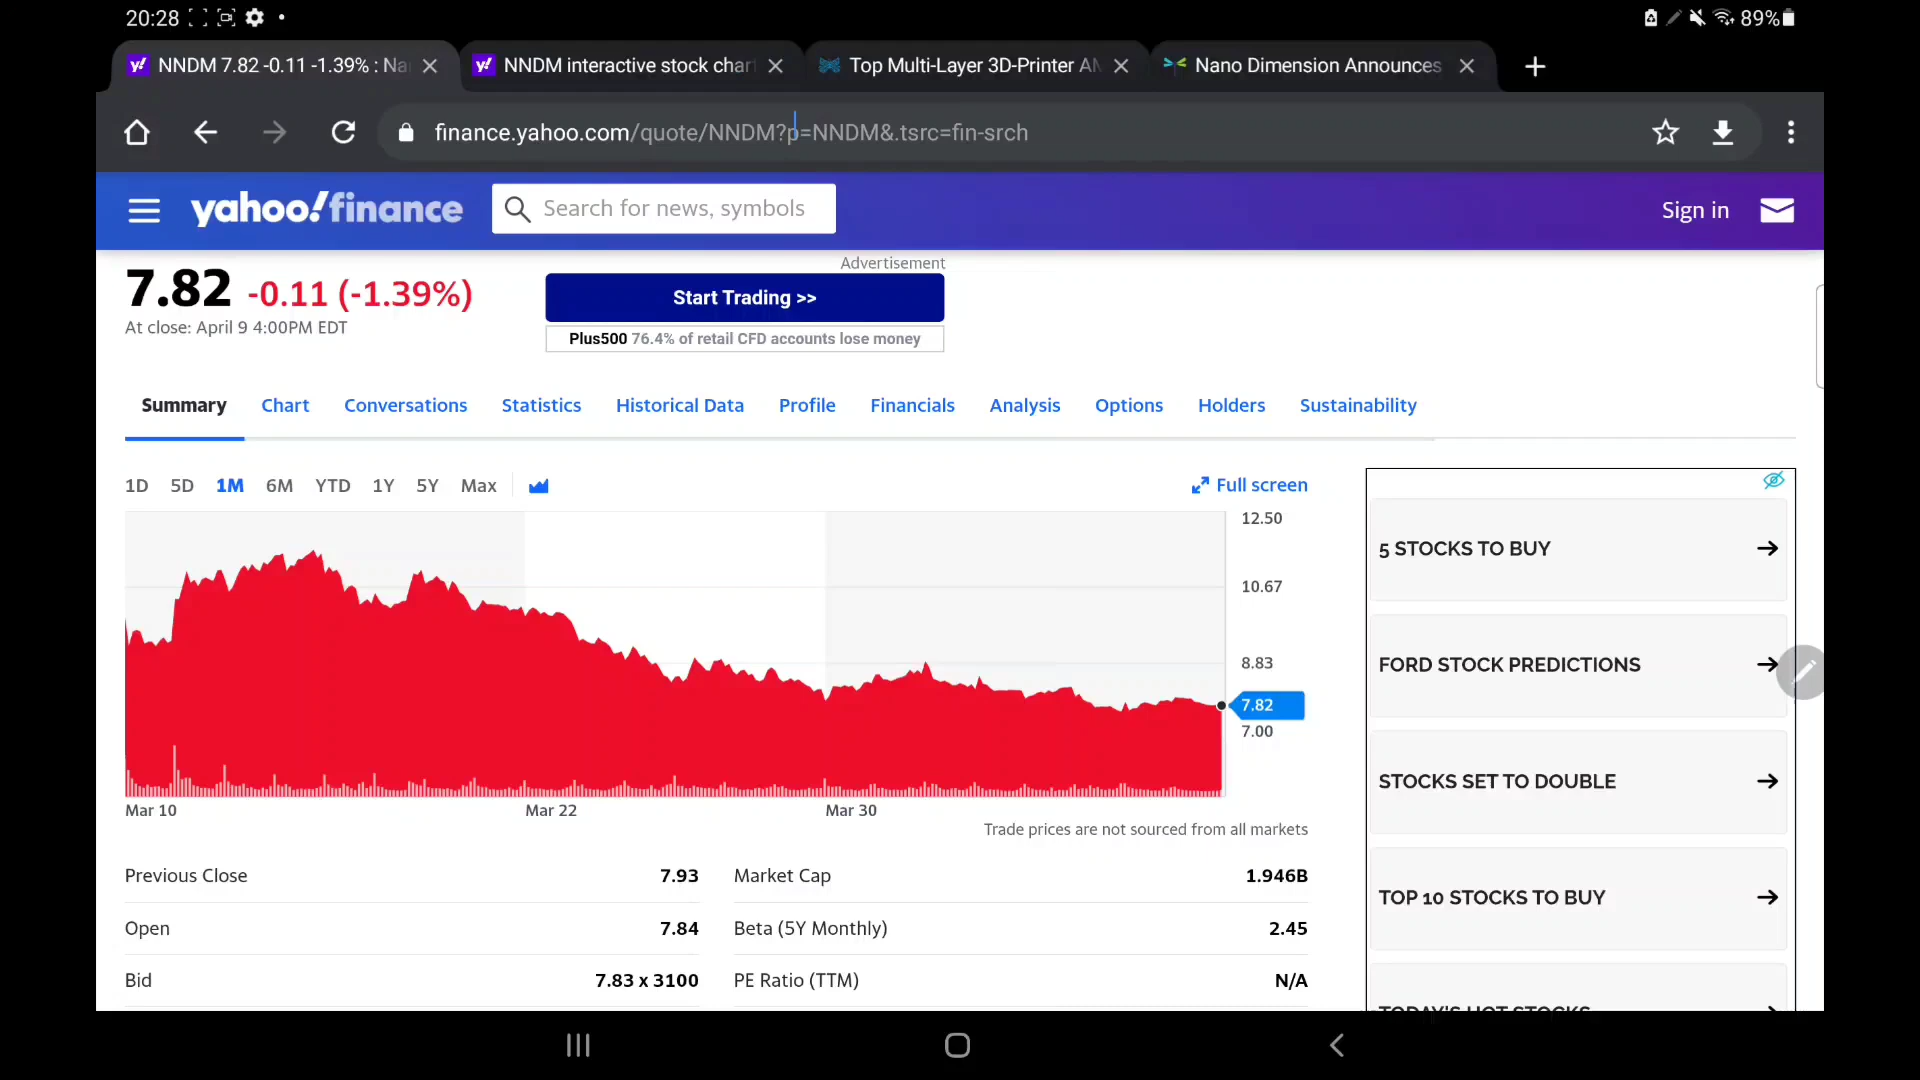 20:28
89%
NNDM 7.82 -0.11 -1.39% : Na
NNDM interactive stock char
Top Multi-Layer 3D-Printer AM
Nano Dimension Announces
finance.yahoo.com/quote/NNDM?p=NNDM&.tsrc=fin-srch
yahoo!finance
Search for news, symbols
Sign in
7.82 -0.11 (-1.39%)
At close: April 9 4:00PM EDT
Advertisement
Start Trading >>
Plus500 76.4% of retail CFD accounts lose money
Summary Chart Conversations Statistics Historical Data Profile Financials Analysis Options Holders Sustainability
1D 5D 1M 6M YTD 1Y 5Y Max
Full screen
12.50
10.67
8.83
7.82
7.00
Mar 10 Mar 22 Mar 30
Trade prices are not sourced from all markets
Previous Close 7.93
Open 7.84
Bid 7.83 x 3100
Market Cap 1.946B
Beta (5Y Monthly) 2.45
PE Ratio (TTM) N/A
5 STOCKS TO BUY
FORD STOCK PREDICTIONS
STOCKS SET TO DOUBLE
TOP 10 STOCKS TO BUY
TODAY'S HOT STOCKS